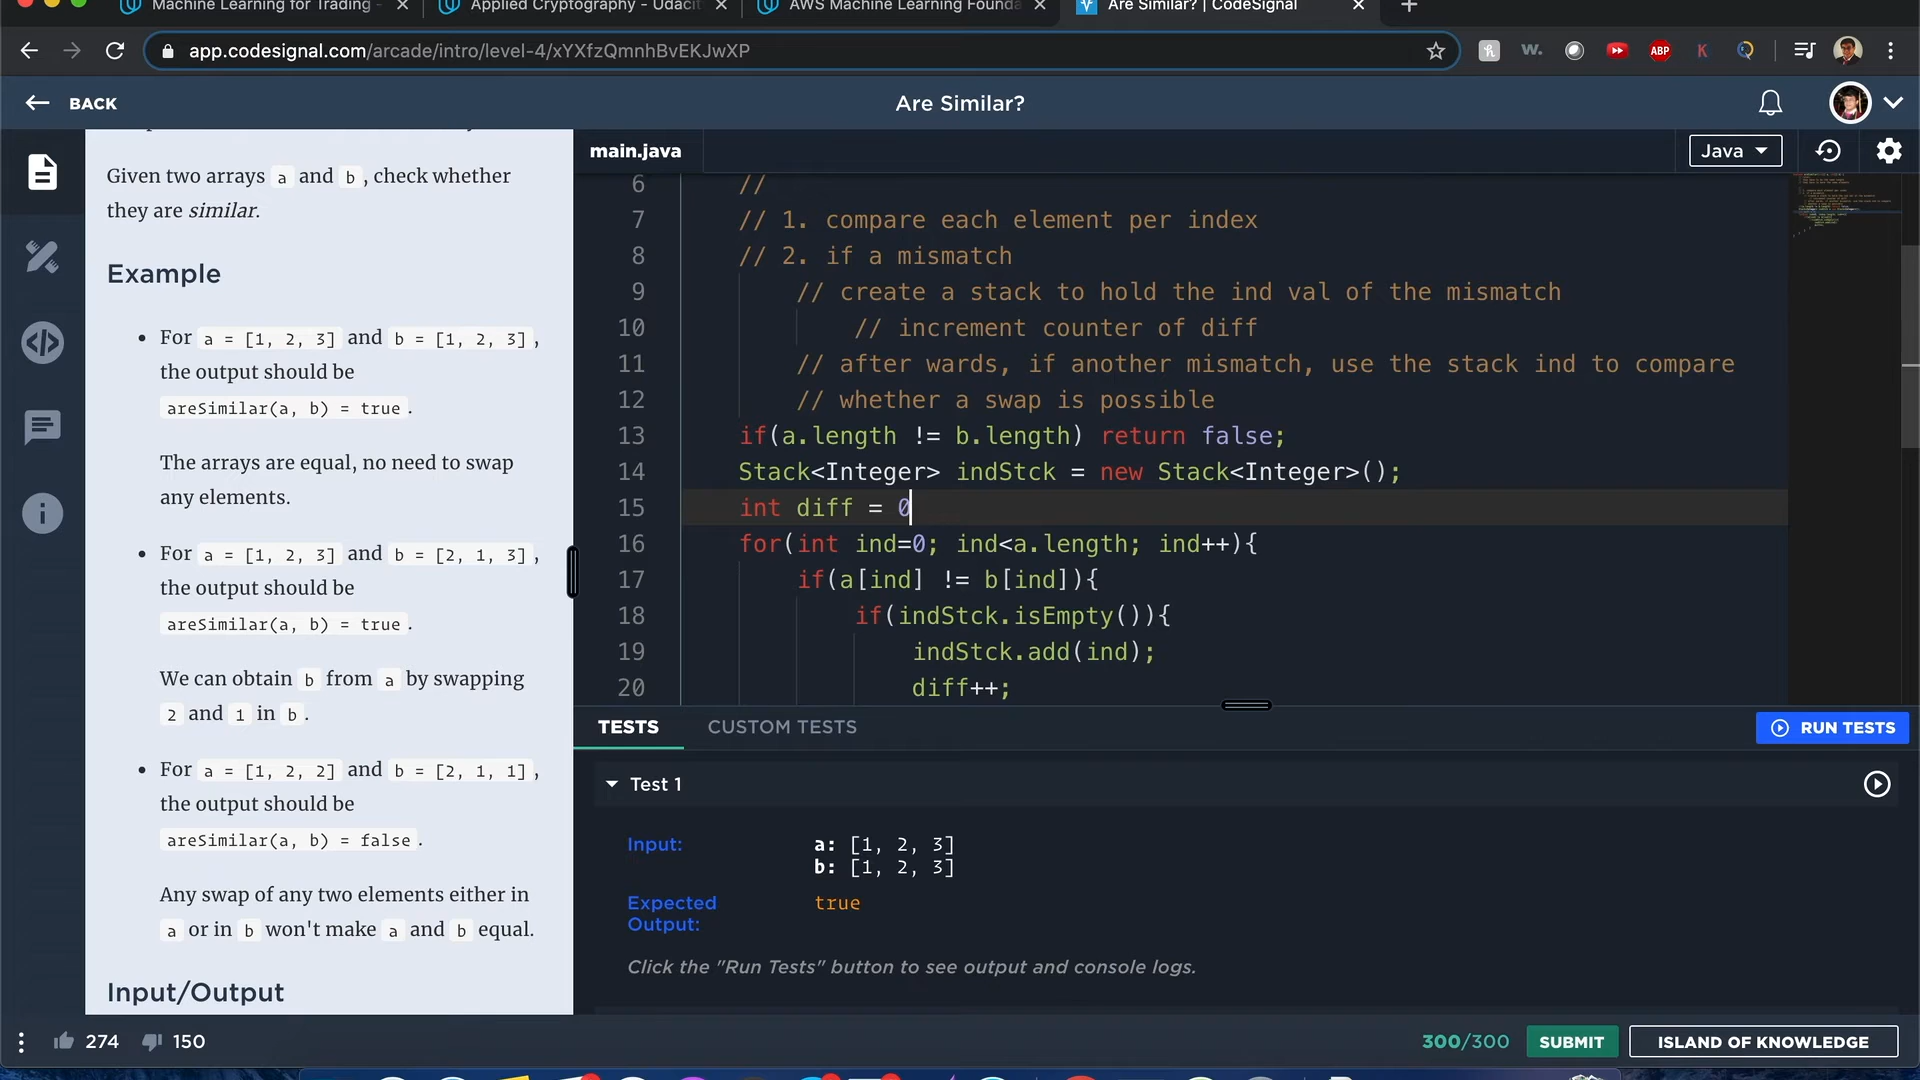 Machine Learning for Trading -
Applied Cryptography - Udacit
AWS Machine Learning Founda
Are Similar? | CodeSignal
app.codesignal.com/arcade/intro/level-4/xYXfzQmnhBvEKJwXP
ABP
BACK
Are Similar?
Given two arrays a and b, check whether
they are similar.
Example
For a = [1, 2, 3] and b = [1, 2, 3],
the output should be
areSimilar(a, b) = true.
The arrays are equal, no need to swap
any elements.
For a = [1, 2, 3] and b = [2, 1, 3],
the output should be
areSimilar(a, b) = true.
We can obtain b from a by swapping
2 and 1 in b.
For a = [1, 2, 2] and b = [2, 1, 1],
the output should be
areSimilar(a, b) = false.
Any swap of any two elements either in
a or in b won't make a and b equal.
Input/Output
274
150
main.java
Java
6 //
7 // 1. compare each element per index
8 // 2. if a mismatch
9 // create a stack to hold the ind val of the mismatch
10 // increment counter of diff
11 // after wards, if another mismatch, use the stack ind to compare
12 // whether a swap is possible
13 if(a.length != b.length) return false;
14 Stack<Integer> indStck = new Stack<Integer>();
15 int diff = 0
16 for(int ind=0; ind<a.length; ind++){
17 if(a[ind] != b[ind]){
18 if(indStck.isEmpty()){
19 indStck.add(ind);
20 diff++;
TESTS
CUSTOM TESTS
RUN TESTS
Test 1
Input:
a: [1, 2, 3]
b: [1, 2, 3]
Expected
Output:
true
Click the "Run Tests" button to see output and console logs.
300/300
SUBMIT
ISLAND OF KNOWLEDGE